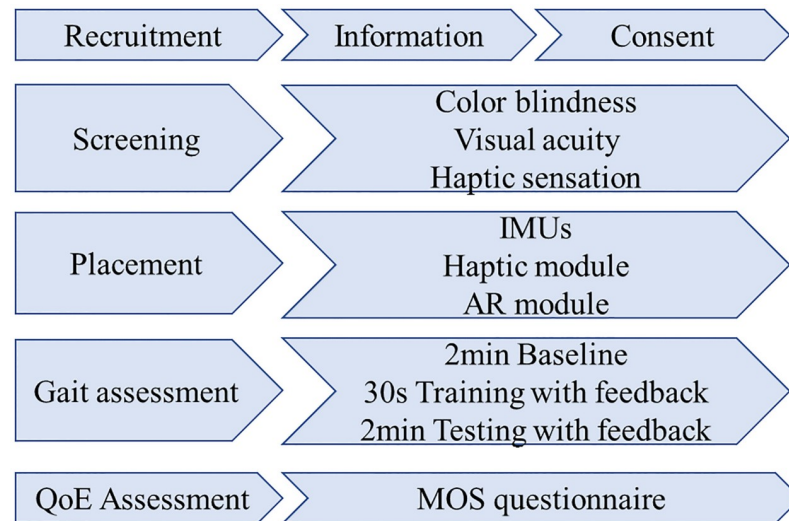 Recruitment
Information
Consent
Screening
Color blindness
Visual acuity
Haptic sensation
Placement
IMUs
Haptic module
AR module
Gait assessment
2min Baseline
30s Training with feedback
2min Testing with feedback
QoE Assessment
MOS questionnaire